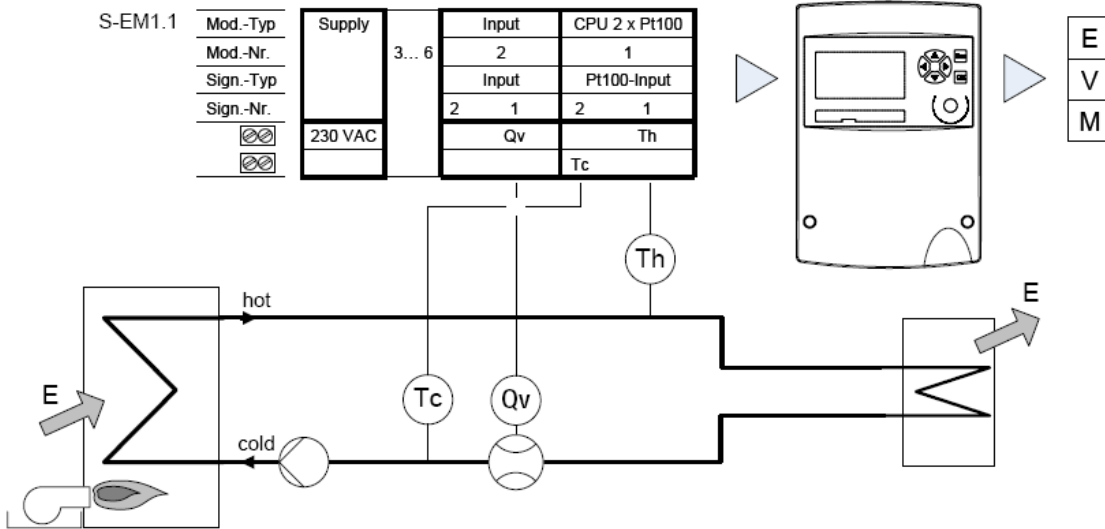 S-EM1.1
Mod.-Typ Supply Input CPU 2 x Pt100
Mod.-Nr. 3... 6 2 1
Sign.-Typ Input Pt100-Input
Sign.-Nr. 2 1 2 1
230 VAC Qv Th
Tc
E
V
M
Th
hot
E
E
Tc
Qv
cold